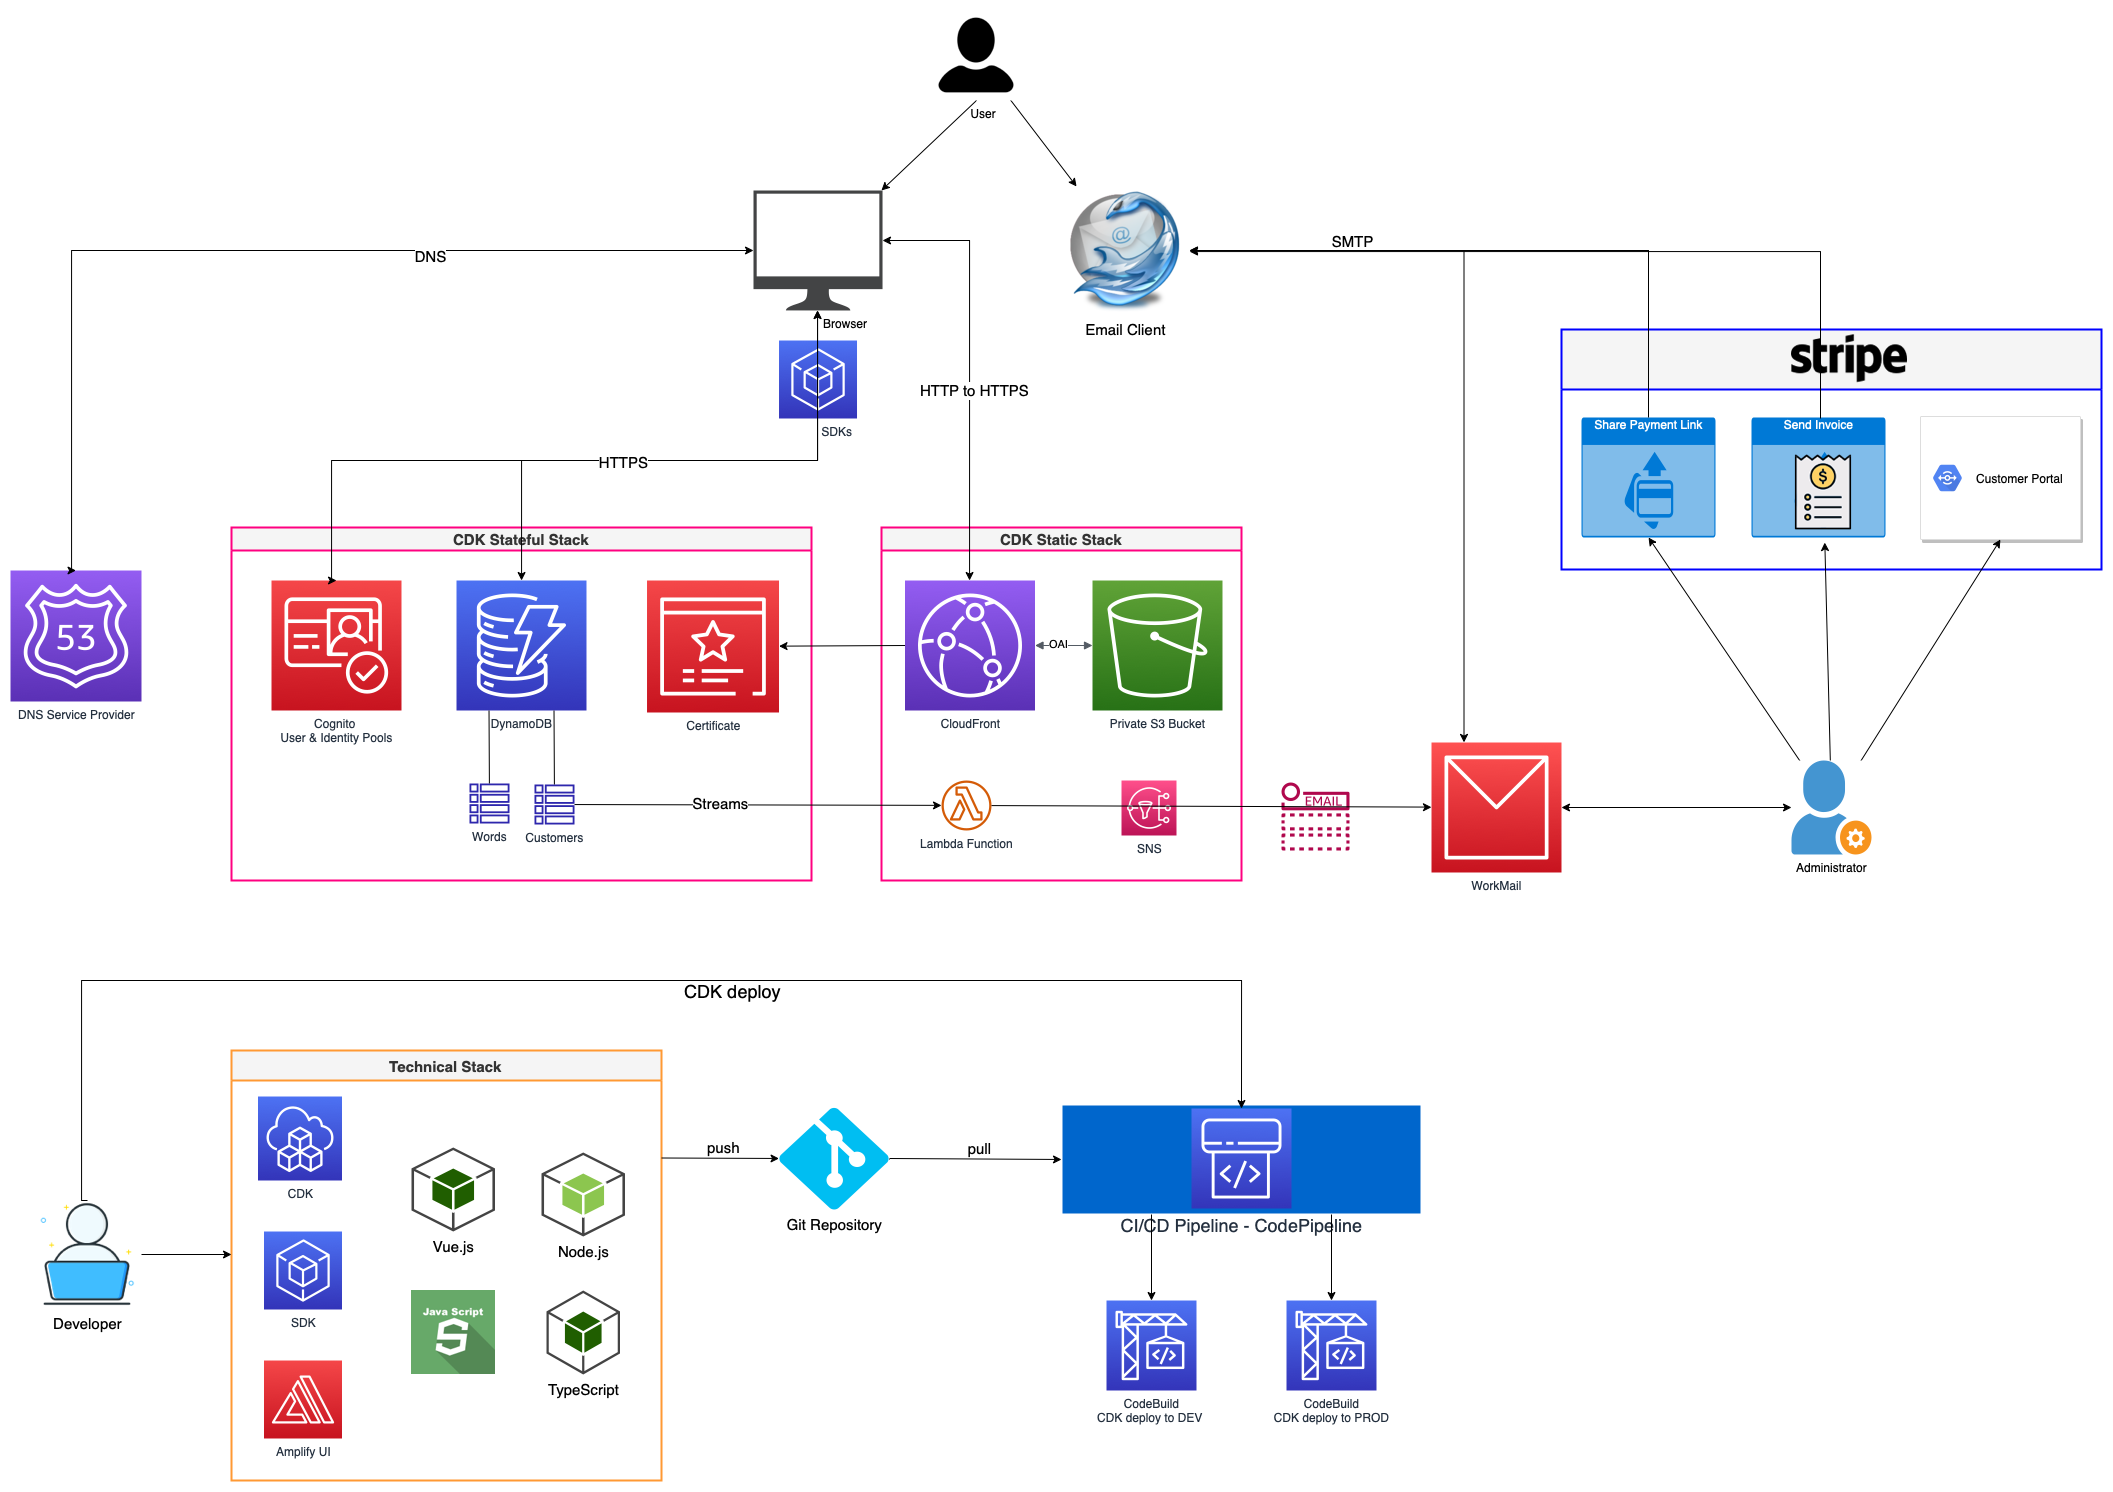 User
DNS
SMTP
Browser
Email Client
stripe
SDKs
HTTP to HTTPS
Share Payment Link
Send Invoice
Customer Portal
HTTPS
CDK Stateful Stack
CDK Static Stack
53
OAI
DNS Service Provider
Cognito
User & Identity Pools
DynamoDB
Certificate
CloudFront
Private S3 Bucket
Streams
EMAIL
Words
Customers
Lambda Function
SNS
WorkMail
Administrator
CDK deploy
Technical Stack
CDK
push
pull
Git Repository
CI/CD Pipeline - CodePipeline
Vue.js
Node.js
Developer
SDK
Java Script
S
TypeScript
Amplify UI
CodeBuild
CDK deploy to DEV
CodeBuild
CDK deploy to PROD